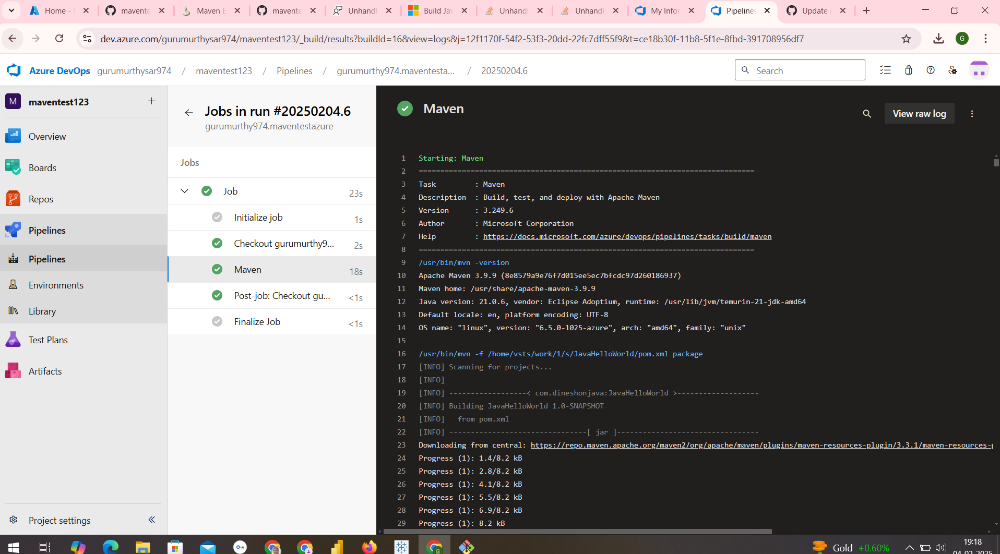 Home -
mavente
Maven E
mavente
Unhandl
Build Jav
Unhandl
Unhandl
My Infor
Pipelines
Update a
dev.azure.com/gurumurthysar974/maventest123/_build/results?buildId=16&view=logs&j=12f1170f-54f2-53f3-20dd-22fc7dff55f9&t=ce18b30f-11b8-5f1e-8fbd-391708956df7
G
Azure DevOps gurumurthysar974 / maventest123 / Pipelines / gurumurthy974.maventesta... / 20250204.6
Search
M maventest123 +
Overview
Boards
Repos
Pipelines
Pipelines
Environments
Library
Test Plans
Artifacts
Project settings
Jobs in run #20250204.6
gurumurthy974.maventestazure
Jobs
Job 23s
Initialize job 1s
Checkout gurumurthy9... 2s
Maven 18s
Post-job: Checkout gu... <1s
Finalize Job <1s
Maven
View raw log
1 Starting: Maven
2 ==============================================================================
3 Task         : Maven
4 Description  : Build, test, and deploy with Apache Maven
5 Version      : 3.249.6
6 Author       : Microsoft Corporation
7 Help         : https://docs.microsoft.com/azure/devops/pipelines/tasks/build/maven
8 ==============================================================================
9 /usr/bin/mvn -version
10 Apache Maven 3.9.9 (8e8579a9e76f7d015ee5ec7bfcdc97d260186937)
11 Maven home: /usr/share/apache-maven-3.9.9
12 Java version: 21.0.6, vendor: Eclipse Adoptium, runtime: /usr/lib/jvm/temurin-21-jdk-amd64
13 Default locale: en, platform encoding: UTF-8
14 OS name: "linux", version: "6.5.0-1025-azure", arch: "amd64", family: "unix"
15
16 /usr/bin/mvn -f /home/vsts/work/1/s/JavaHelloWorld/pom.xml package
17 [INFO] Scanning for projects...
18 [INFO]
19 [INFO] ------------------< com.dineshonjava:JavaHelloWorld >-------------------
20 [INFO] Building JavaHelloWorld 1.0-SNAPSHOT
21 [INFO]   from pom.xml
22 [INFO] --------------------------------[ jar ]---------------------------------
23 Downloading from central: https://repo.maven.apache.org/maven2/org/apache/maven/plugins/maven-resources-plugin/3.3.1/maven-resources-p
24 Progress (1): 1.4/8.2 kB
25 Progress (1): 2.8/8.2 kB
26 Progress (1): 4.1/8.2 kB
27 Progress (1): 5.5/8.2 kB
28 Progress (1): 6.9/8.2 kB
29 Progress (1): 8.2 kB
Gold +0.60%
19:18
04-02-2025